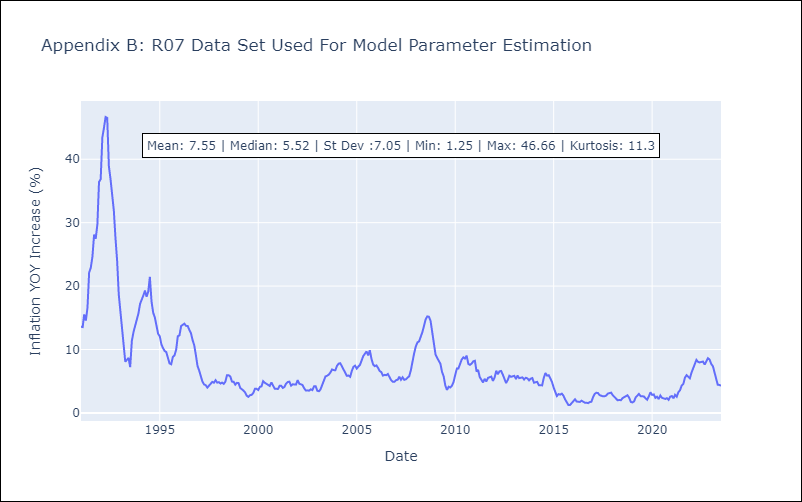 Appendix B: R07 Data Set Used For Model Parameter Estimation
Mean: 7.55 | Median: 5.52 | St Dev :7.05 | Min: 1.25 | Max: 46.66 | Kurtosis: 11.3
Inflation YOY Increase (%)
40
30
20
10
0
1995 2000 2005 2010 2015 2020
Date